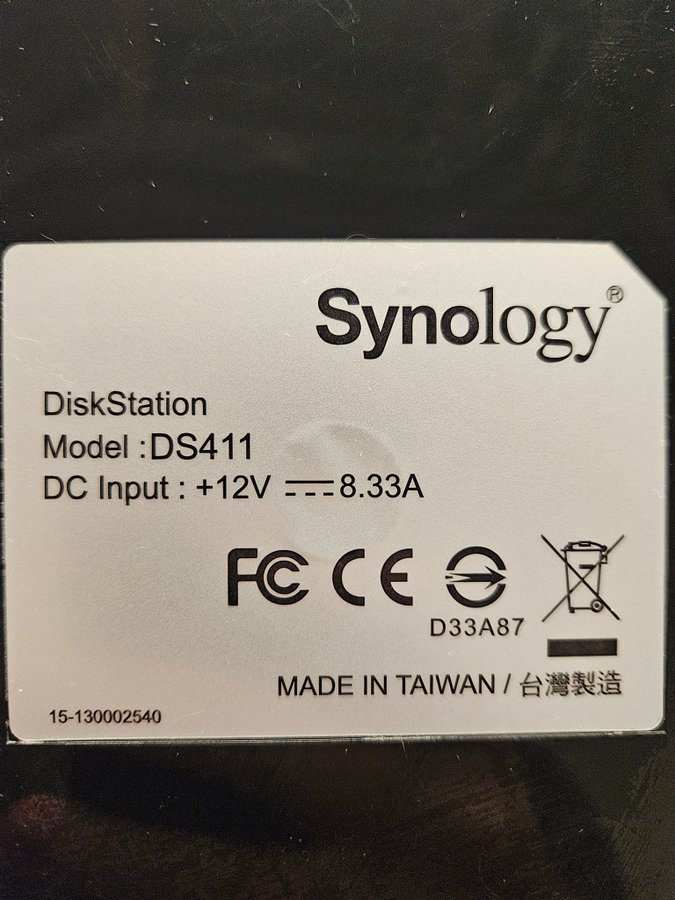 Synology®
DiskStation
Model :DS411
DC Input : +12V ⎓ 8.33A
FC CE
D33A87
MADE IN TAIWAN / 台灣製造
15-130002540